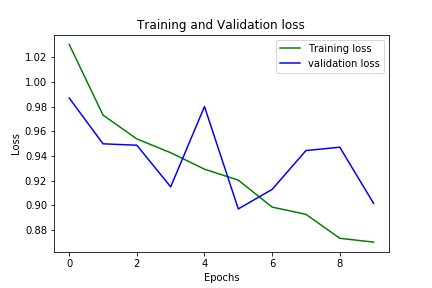 Training and Validation loss
Training loss
validation loss
1.02
1.00
0.98
0.96
0.94
0.92
0.90
0.88
Loss
0 2 4 6 8
Epochs